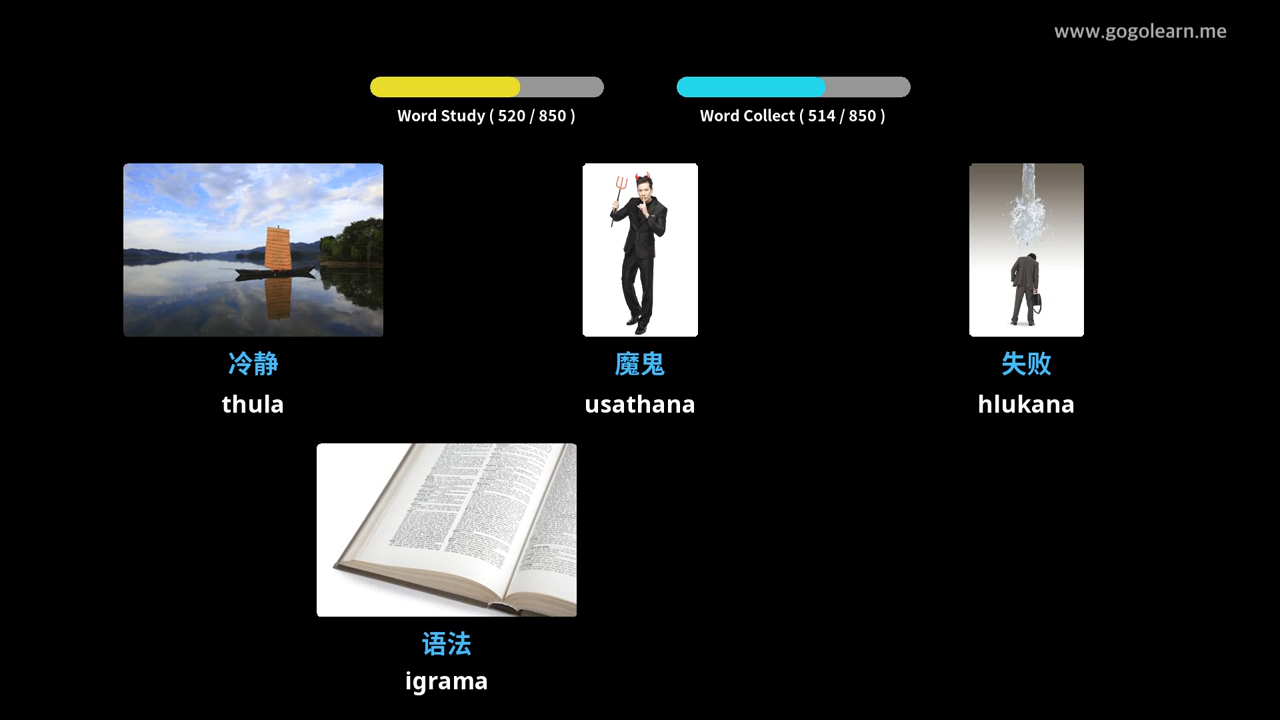 www.gogolearn.me
Word Study ( 520 / 850 )
Word Collect ( 514 / 850 )
冷静
魔鬼
失败
thula
usathana
hlukana
语法
igrama